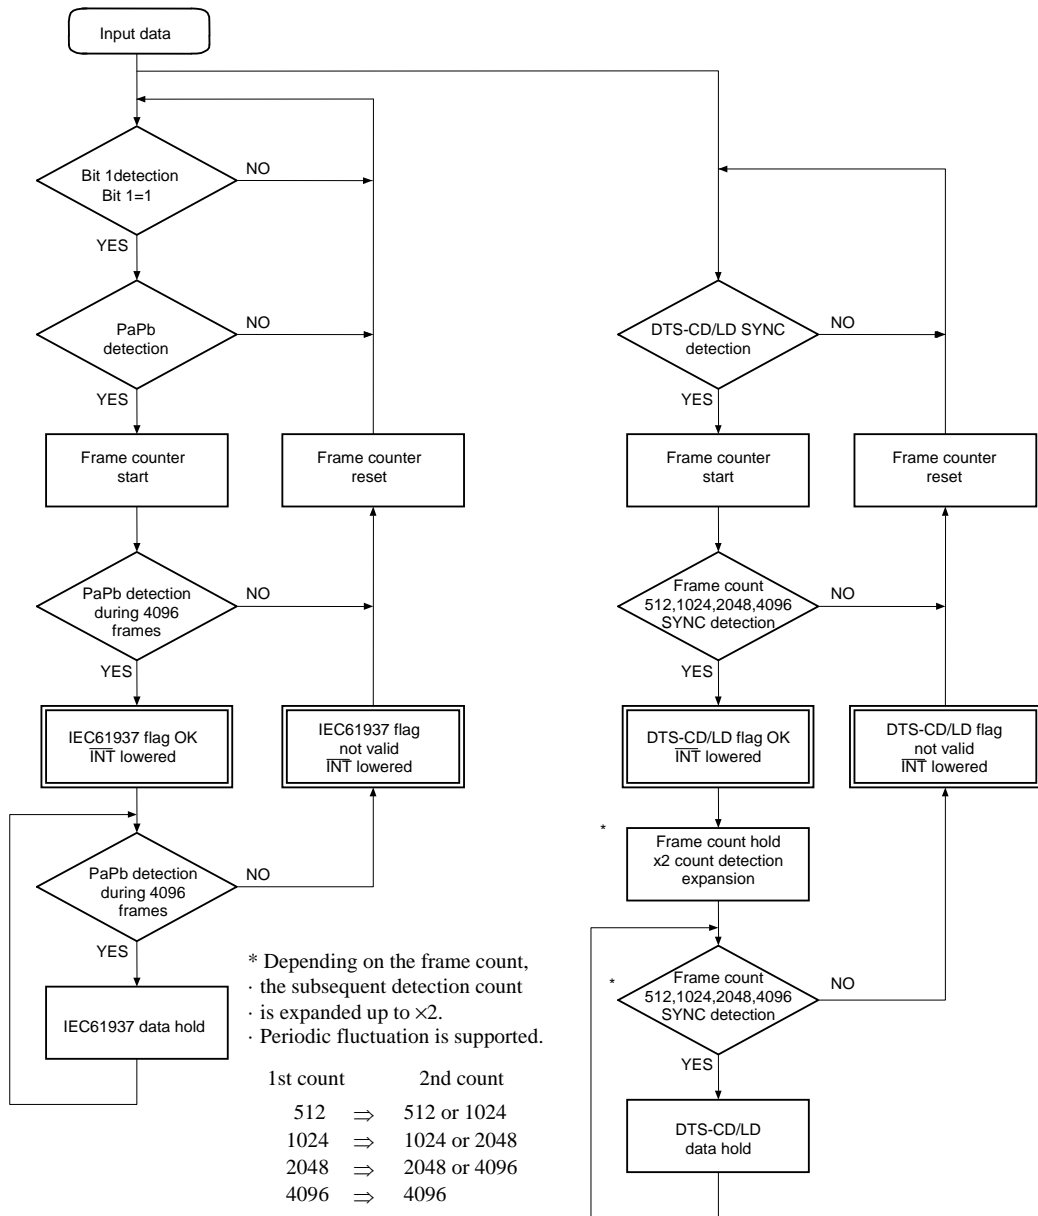 Input data
Bit 1detection
Bit 1=1
NO
YES
PaPb
detection
NO
YES
Frame counter
start
Frame counter
reset
PaPb detection
during 4096
frames
NO
YES
IEC61937 flag OK
INT lowered
IEC61937 flag
not valid
INT lowered
PaPb detection
during 4096
frames
NO
YES
IEC61937 data hold
* Depending on the frame count,
· the subsequent detection count
· is expanded up to ×2.
· Periodic fluctuation is supported.
1st count 2nd count
512 ⇒ 512 or 1024
1024 ⇒ 1024 or 2048
2048 ⇒ 2048 or 4096
4096 ⇒ 4096
DTS-CD/LD SYNC
detection
NO
YES
Frame counter
start
Frame counter
reset
Frame count
512,1024,2048,4096
SYNC detection
NO
YES
DTS-CD/LD flag OK
INT lowered
DTS-CD/LD flag
not valid
INT lowered
*
Frame count hold
x2 count detection
expansion
*
Frame count
512,1024,2048,4096
SYNC detection
NO
YES
DTS-CD/LD
data hold